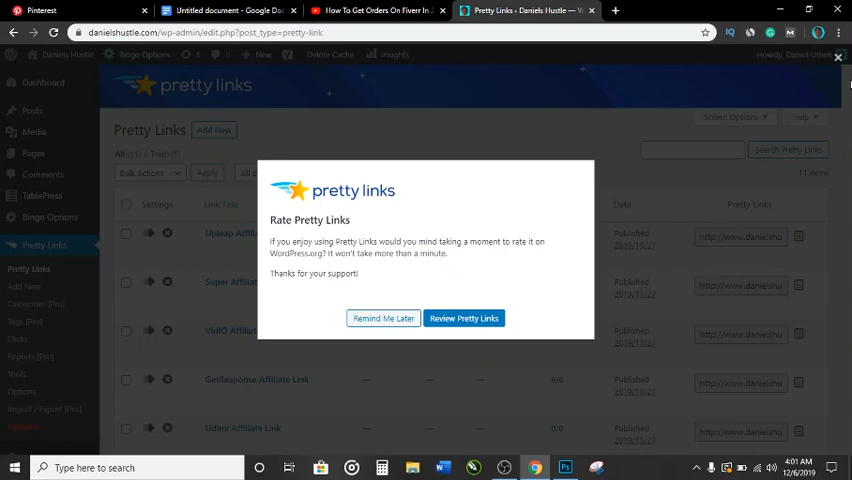 Pinterest
Untitled document - Google Doc
How To Get Orders On Fiverr In 2
Pretty Links ‹ Daniels Hustle — W
danielshustle.com/wp-admin/edit.php?post_type=pretty-link
Daniels Hustle
Bingo Options
1
0
New
Delete Cache
Insights
Howdy, Daniel Umeh
Dashboard
pretty links
Posts
Media
Pretty Links
Add New
Screen Options
Help
Pages
All (11) | Trash (1)
Search Pretty Links
Comments
Bulk Actions
Apply
All d
11 items
TablePress
Settings
Link Title
Date
Pretty Links
Bingo Options
Pretty Links
Upleap Affiliat
Published
2019/11/27
http://www.danielshu
Pretty Links
Add New
Super Affiliate
Published
2019/11/27
http://www.danielshu
Categories [Pro]
Tags [Pro]
Clicks
VidIQ Affiliat
Published
2019/11/27
http://www.danielshu
Reports [Pro]
Tools
GetResponse Affiliate Link
—
—
—
6/6
Published
2019/11/27
http://www.danielshu
Options
Import / Export [Pro]
Udimi Affiliate Link
—
—
—
0/0
Published
2019/11/27
http://www.danielshu
pretty links
Rate Pretty Links
If you enjoy using Pretty Links would you mind taking a moment to rate it on
WordPress.org? It won't take more than a minute.
Thanks for your support!
Remind Me Later
Review Pretty Links
Type here to search
4:01 AM
12/6/2019